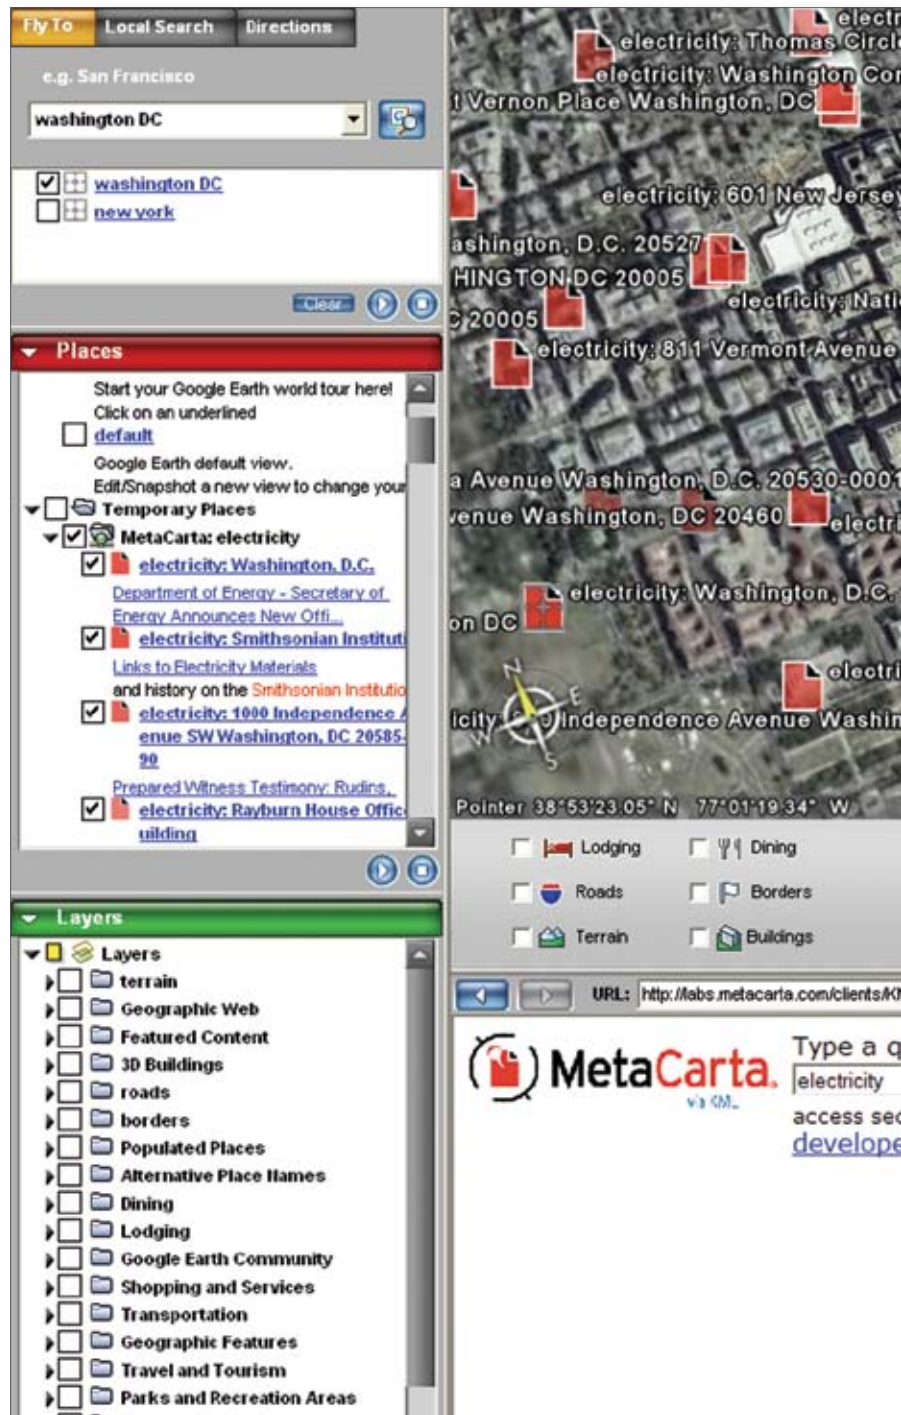 Fly To
Local Search
Directions
e.g. San Francisco
washington DC
washington DC
new york
Clear
Places
Start your Google Earth world tour here!
Click on an underlined
default
Google Earth default view.
Edit/Snapshot a new view to change your
Temporary Places
MetaCarta: electricity
electricity: Washington, D.C.
Department of Energy - Secretary of
Energy Announces New Offi...
electricity: Smithsonian Instituti
Links to Electricity Materials
and history on the Smithsonian Institutio
electricity: 1000 Independence A
enue SW Washington, DC 20585-
90
Prepared Witness Testimony: Rudins,
electricity: Rayburn House Offic
uilding
Layers
Layers
terrain
Geographic Web
Featured Content
3D Buildings
roads
borders
Populated Places
Alternative Place Names
Dining
Lodging
Google Earth Community
Shopping and Services
Transportation
Geographic Features
Travel and Tourism
Parks and Recreation Areas
electr
electricity: Thomas Circle
electricity: Washington Con
t Vernon Place Washington, DC
electricity: 601 New Jersey
ashington, D.C. 20527
HINGTON DC 20005
electricity: Natio
C 20005
electricity: 811 Vermont Avenue
a Avenue Washington, D.C. 20530-0001
venue Washington, DC 20460
electri
electricity: Washington, D.C.
on DC
electri
N
E
S
W
icity
Independence Avenue Washin
Pointer 38°53'23.05" N 77°01'19.34" W
Lodging
Dining
Roads
Borders
Terrain
Buildings
URL: http://labs.metacarta.com/clients/KM
MetaCarta.
via KML
Type a q
electricity
access sec
develope